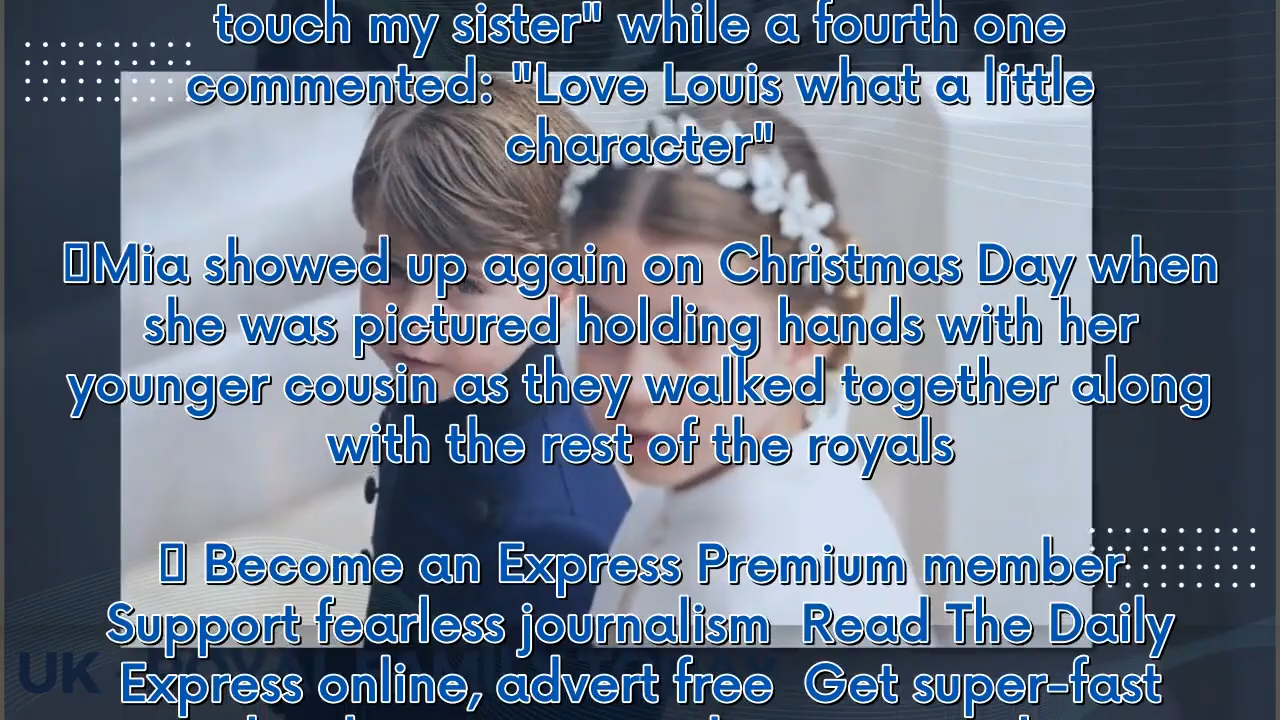 touch my sister" while a fourth one
commented: "Love Louis what a little
character"
Mia showed up again on Christmas Day when
she was pictured holding hands with her
younger cousin as they walked together along
with the rest of the royals
Become an Express Premium member
Support fearless journalism Read The Daily
Express online, advert free Get super-fast
UK ROYAL FAMILY